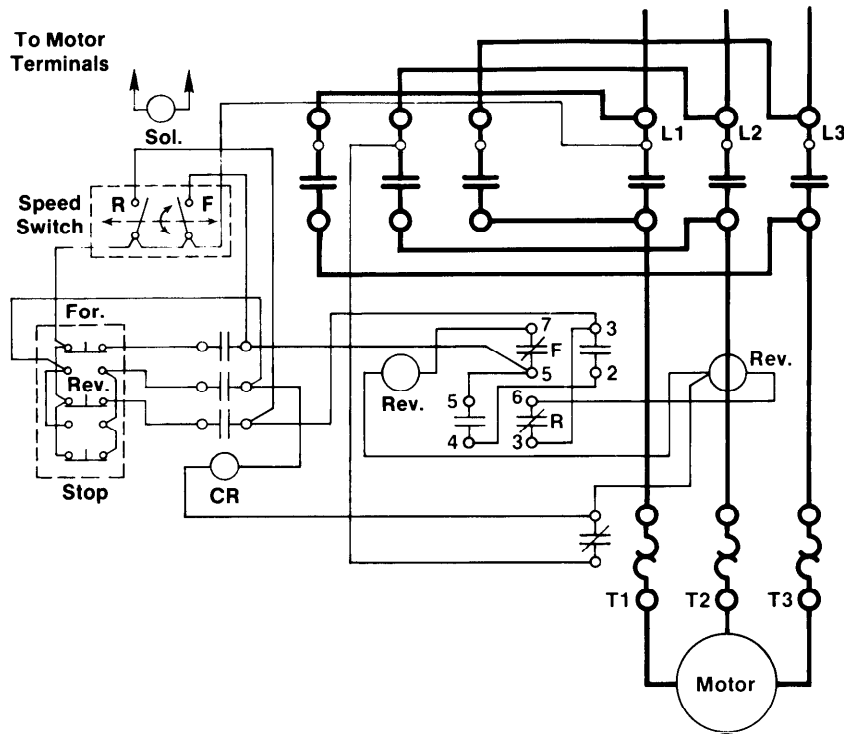 To Motor
Terminals
Sol.
L1
L2
L3
Speed
Switch
R
F
For.
Rev.
Stop
CR
7
F
5
3
2
Rev.
5
4
6
R
3
Rev.
T1
T2
T3
Motor